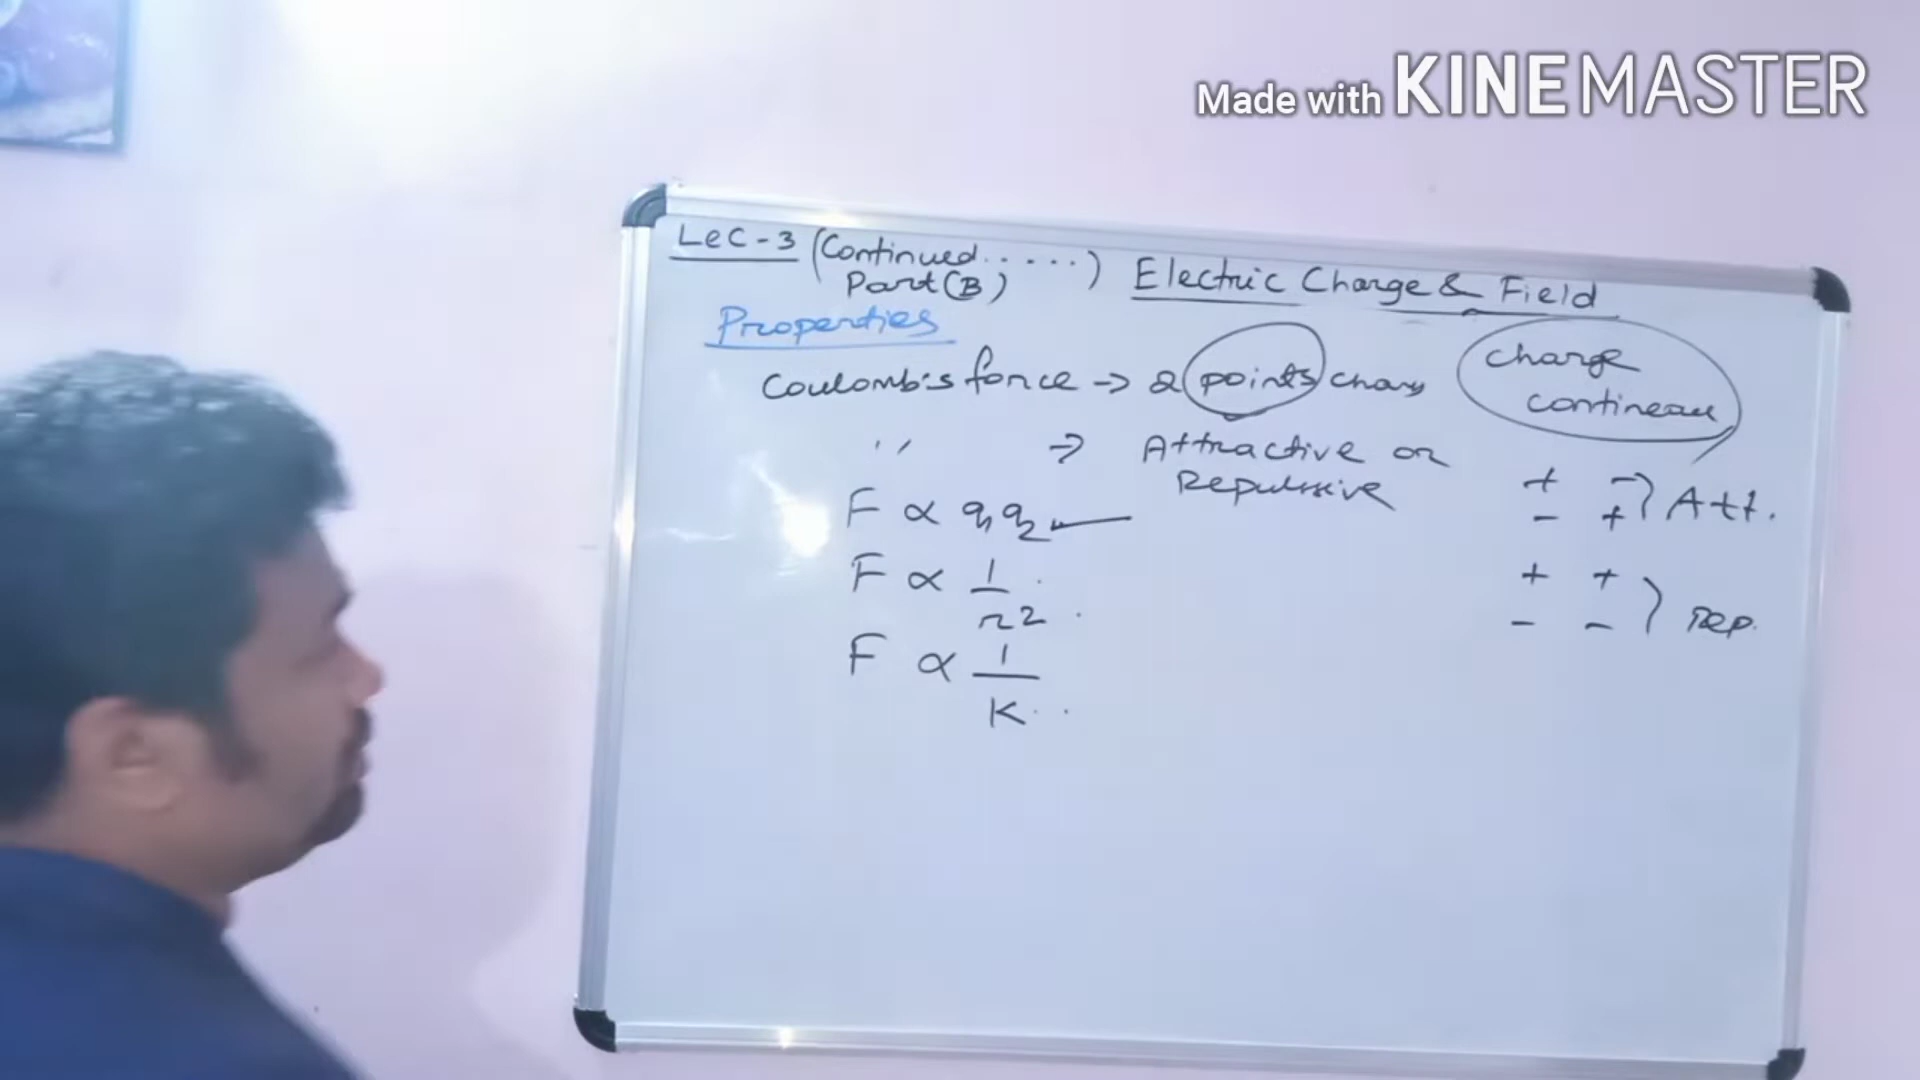 Made with KINEMASTER
Lec-3 (Continued.....) Electric Charge & Field
Part (B)
Properties
Coulomb's force → 2 points charg
charge
contineou
" → Attractive or
Repulsive
+ -
- + } Att.
F ∝ q1q2
F ∝ 1/r2
+ +
- - } Rep.
F ∝ 1/K